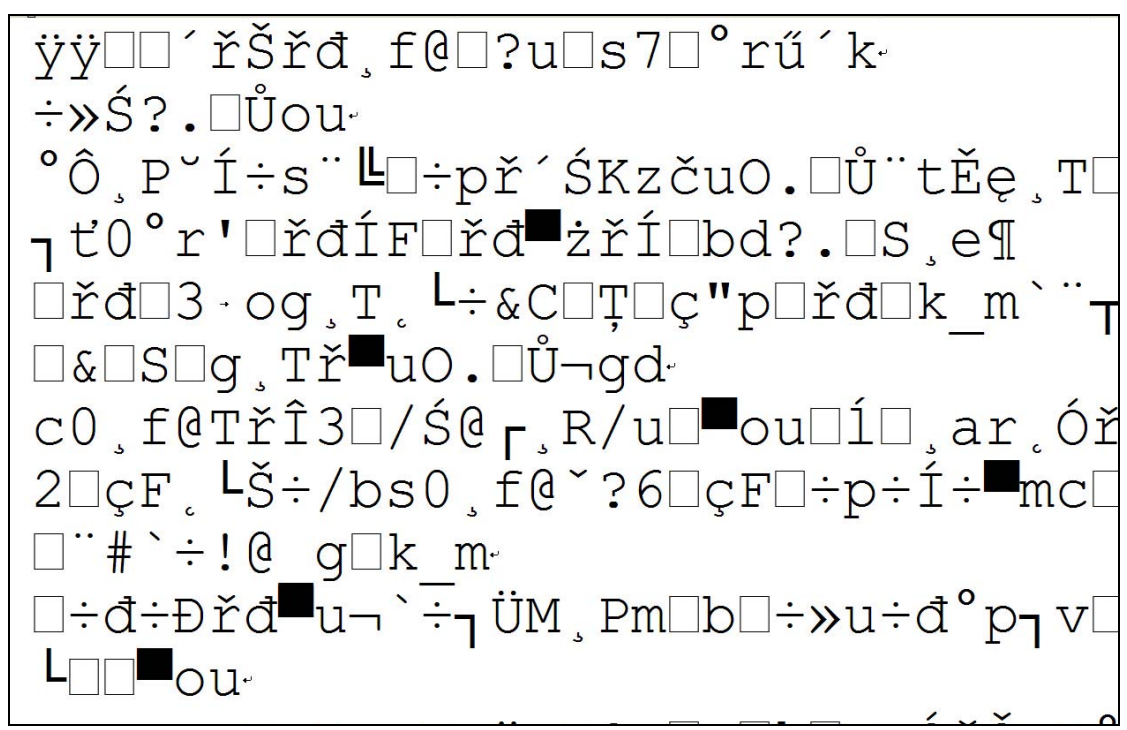 ÿÿ□□´řŠřđ¸f@□?u□s7□°rű´k
÷»Ś?.□Ůou
°Ô¸P˘Í÷s¨╚□÷př´ŚKzčuO.□Ů¨tĚę¸T□
┐ť0°r'□řđÍF□řđ▀żřÍ□bd?.□S¸e¶
□řđ□3→og¸T˛└÷&C□Ţ□ç"p□řđ□k_m`¨┬
□&□S□g¸Tř▀uO.□Ů¬gd
c0¸f@TřÎ3□/Ś@┌¸R/u□▀ou□Í□¸ar˛Óř
2□çF˛└Š÷/bs0¸f@ˇ?6□çF□÷p÷Í÷▀mc□
□¨#`÷!@ g□k_m
□÷đ÷Đřđ▀u¬`÷┐ÜM¸Pm□b□÷»u÷đ°p┐v□
└□□▀ou